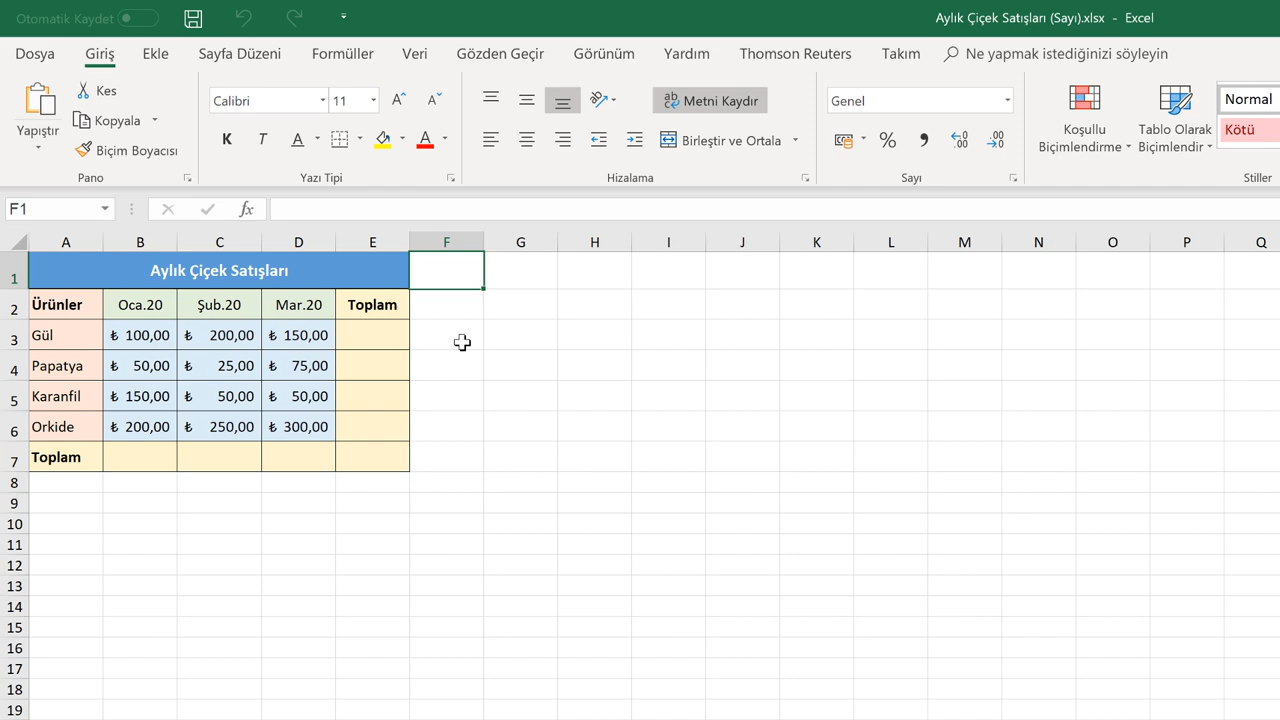 Otomatik Kaydet
Aylık Çiçek Satışları (Sayı).xlsx - Excel
Dosya Giriş Ekle Sayfa Düzeni Formüller Veri Gözden Geçir Görünüm Yardım Thomson Reuters Takım Ne yapmak istediğinizi söyleyin
Yapıştır
Kes
Kopyala
Biçim Boyacısı
Pano
Calibri 11
K T A A
Yazı Tipi
ab Metni Kaydır
Birleştir ve Ortala
Hizalama
Genel
%
Sayı
Koşullu
Biçimlendirme
Tablo Olarak
Biçimlendir
Normal
Kötü
Stiller
F1 fx
A B C D E F G H I J K L M N O P Q
1 Aylık Çiçek Satışları
2 Ürünler Oca.20 Şub.20 Mar.20 Toplam
3 Gül ₺ 100,00 ₺ 200,00 ₺ 150,00
4 Papatya ₺ 50,00 ₺ 25,00 ₺ 75,00
5 Karanfil ₺ 150,00 ₺ 50,00 ₺ 50,00
6 Orkide ₺ 200,00 ₺ 250,00 ₺ 300,00
7 Toplam
8
9
10
11
12
13
14
15
16
17
18
19